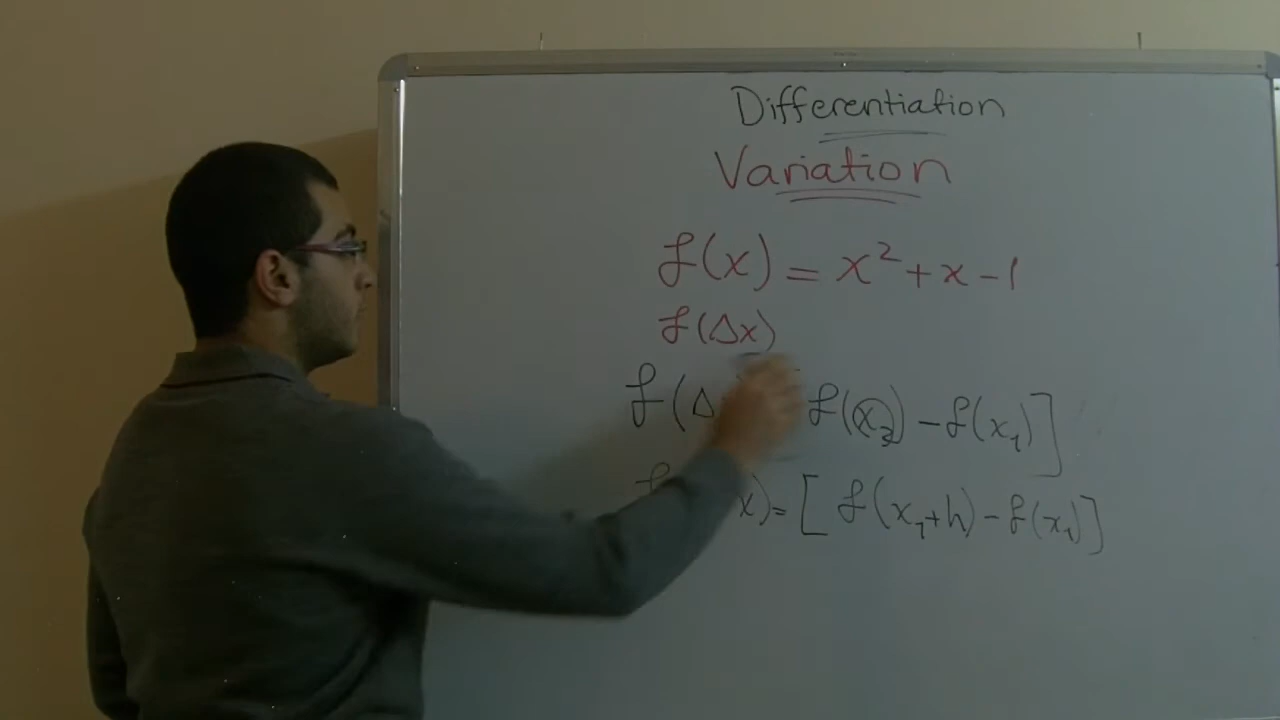 Differentiation
Variation
f(x) = x² + x - 1
f(Δx)
f(Δ f(x₂) - f(x₁)]
f x) = [ f(x₁+h) - f(x₁)]